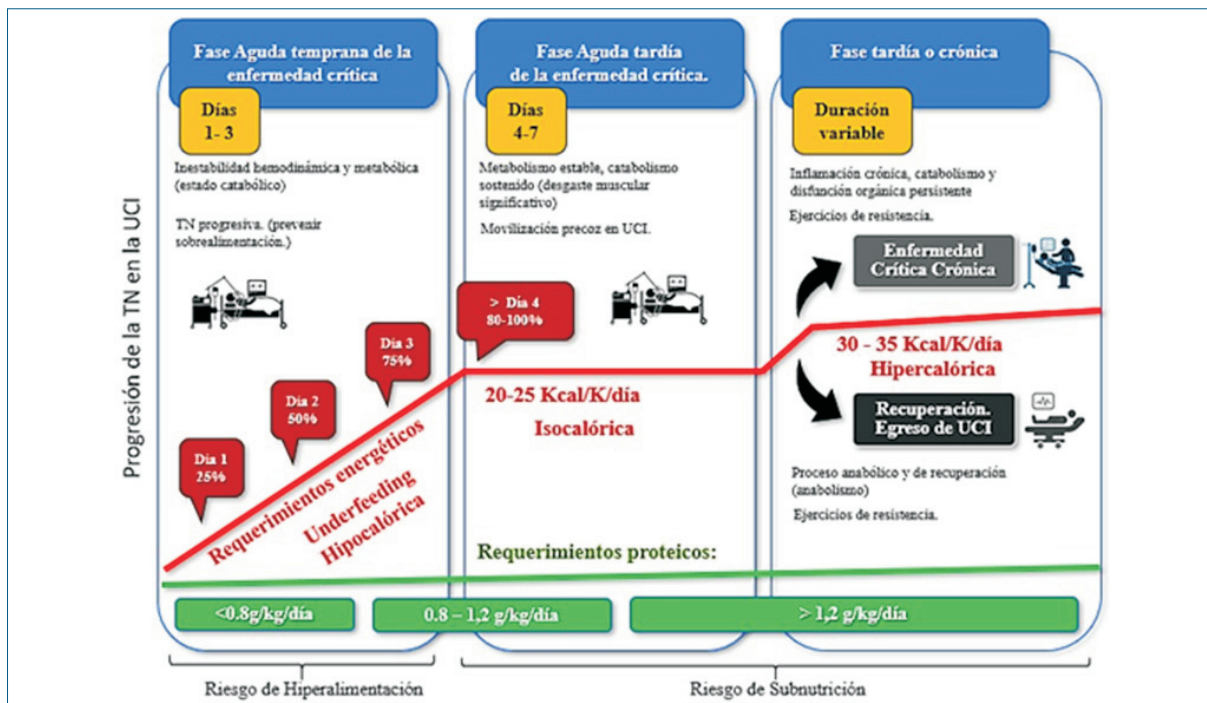 Progresión de la TN en la UCI
Fase Aguda temprana de la
enfermedad crítica
Días
1- 3
Inestabilidad hemodinámica y metabólica
(estado catabólico)
TN progresiva. (prevenir
sobrealimentación.)
Dia 1
25%
Dia 2
50%
Dia 3
75%
Requerimientos energéticos
Underfeeding
Hipocalórica
Fase Aguda tardía
de la enfermedad crítica.
Días
4-7
Metabolismo estable, catabolismo
sostenido (desgaste muscular
significativo)
Movilización precoz en UCI.
> Dia 4
80-100%
20-25 Kcal/K/día
Isocalórica
Fase tardía o crónica
Duración
variable
Inflamación crónica, catabolismo y
disfunción orgánica persistente
Ejercicios de resistencia.
Enfermedad
Crítica Crónica
30 - 35 Kcal/K/día
Hipercalórica
Recuperación.
Egreso de UCI
Proceso anabólico y de recuperación
(anabolismo)
Ejercicios de resistencia.
Requerimientos proteicos:
<0.8g/kg/día
0.8 – 1,2 g/kg/día
> 1,2 g/kg/día
Riesgo de Hiperalimentación
Riesgo de Subnutrición